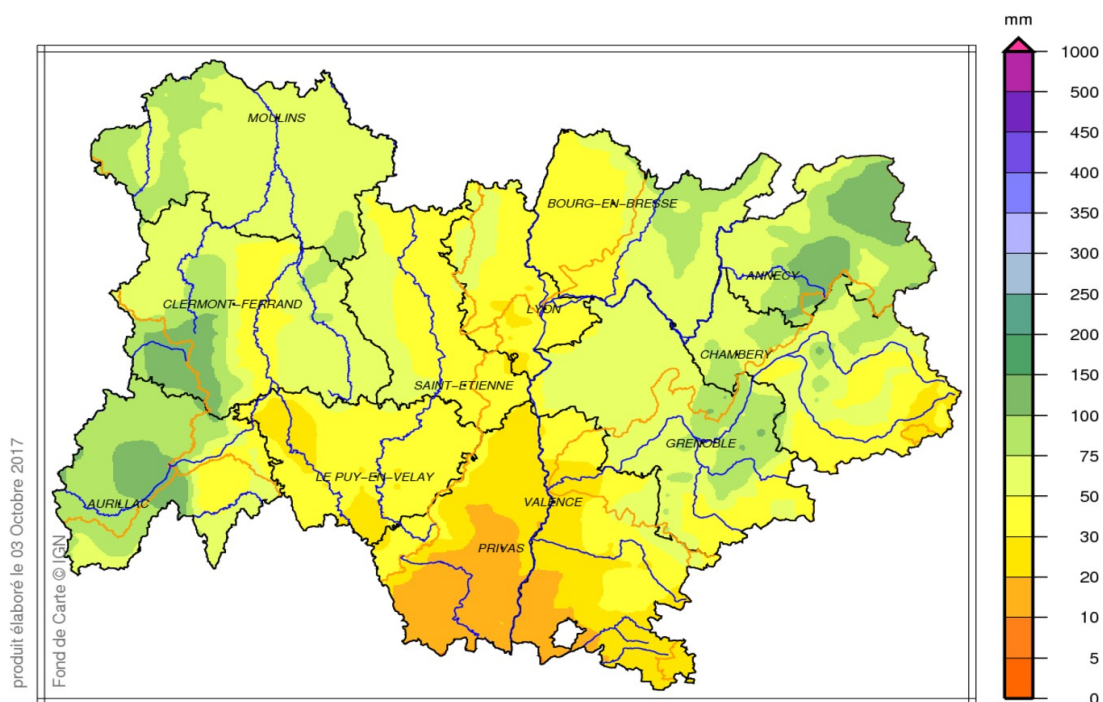 mm
1000
500
450
400
350
300
250
200
150
100
75
50
30
20
10
5
0
MOULINS
BOURG-EN-BRESSE
ANNECY
CLERMONT-FERRAND
LYON
CHAMBERY
SAINT-ETIENNE
GRENOBLE
LE PUY-EN-VELAY
AURILLAC
VALENCE
PRIVAS
produit élaboré le 03 Octobre 2017
Fond de Carte © IGN